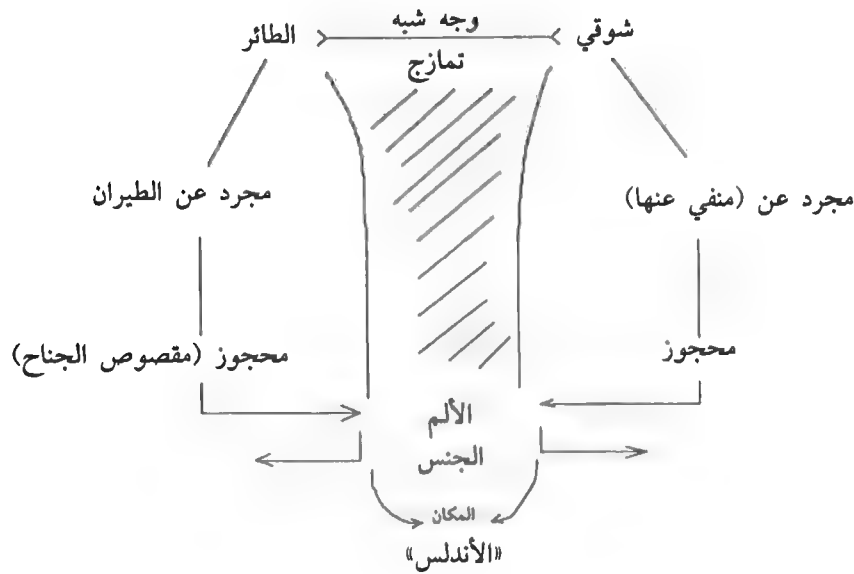 شوقي وجه شبه الطائر
تمازج
مجرد عن (منفي عنها) مجرد عن الطيران
محجوز محجوز (مقصوص الجناح)
الألم
الجنس
المكان
«الأندلس»